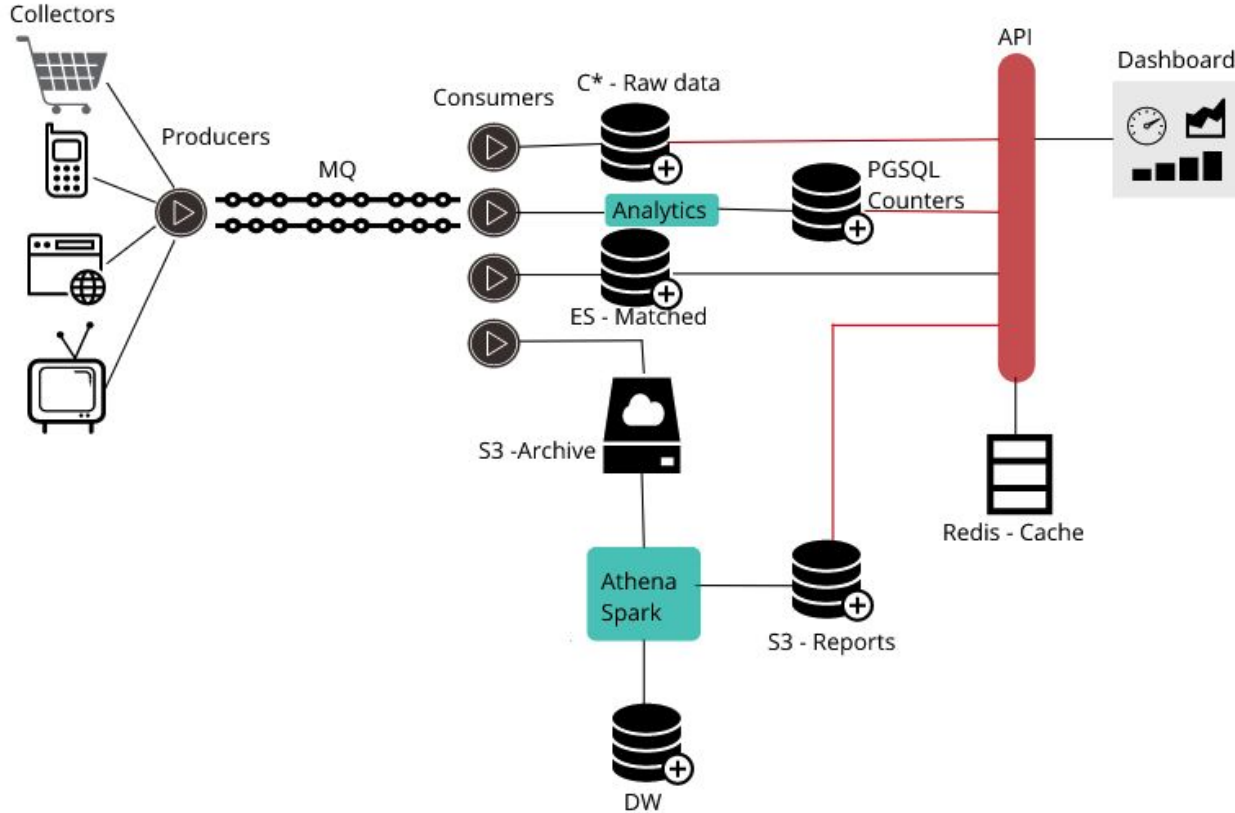 Collectors
API
Dashboard
C* - Raw data
Consumers
Producers
MQ
PGSQL
Counters
Analytics
ES - Matched
S3 -Archive
Redis - Cache
Athena
Spark
S3 - Reports
DW